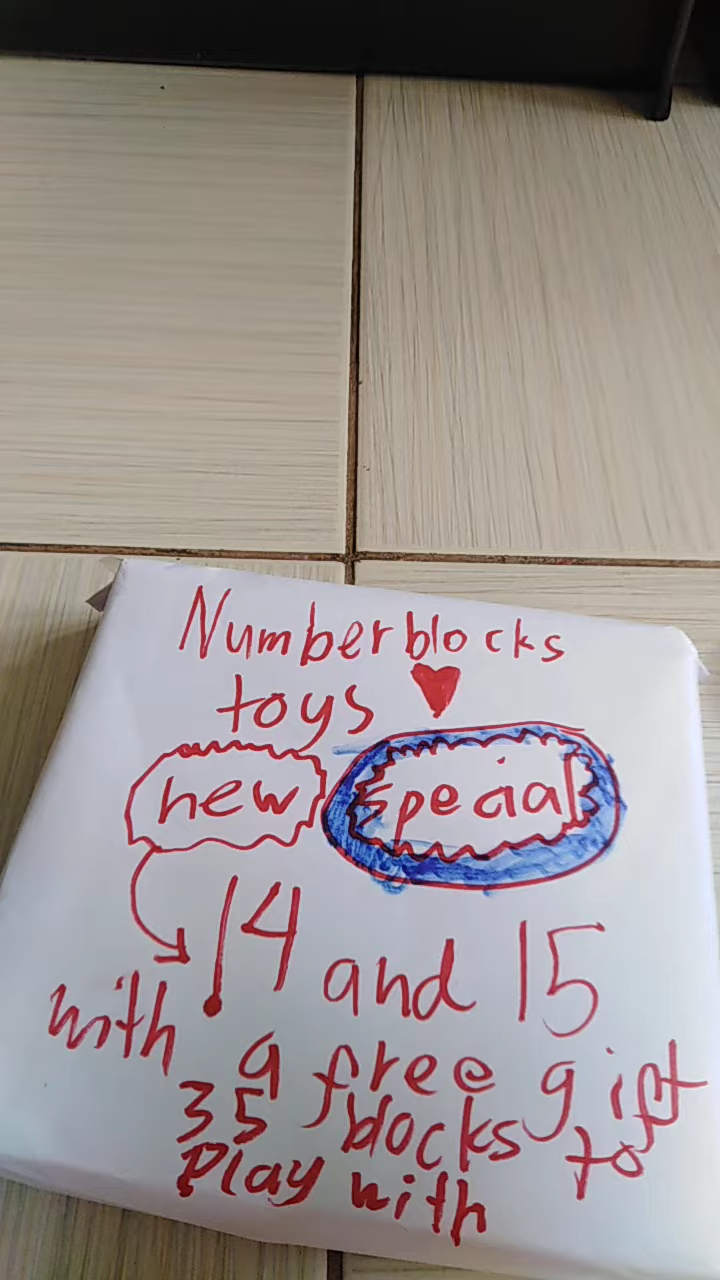 Numberblocks
toys
new special
14 and 15
with a free gift
35 blocks to
play with